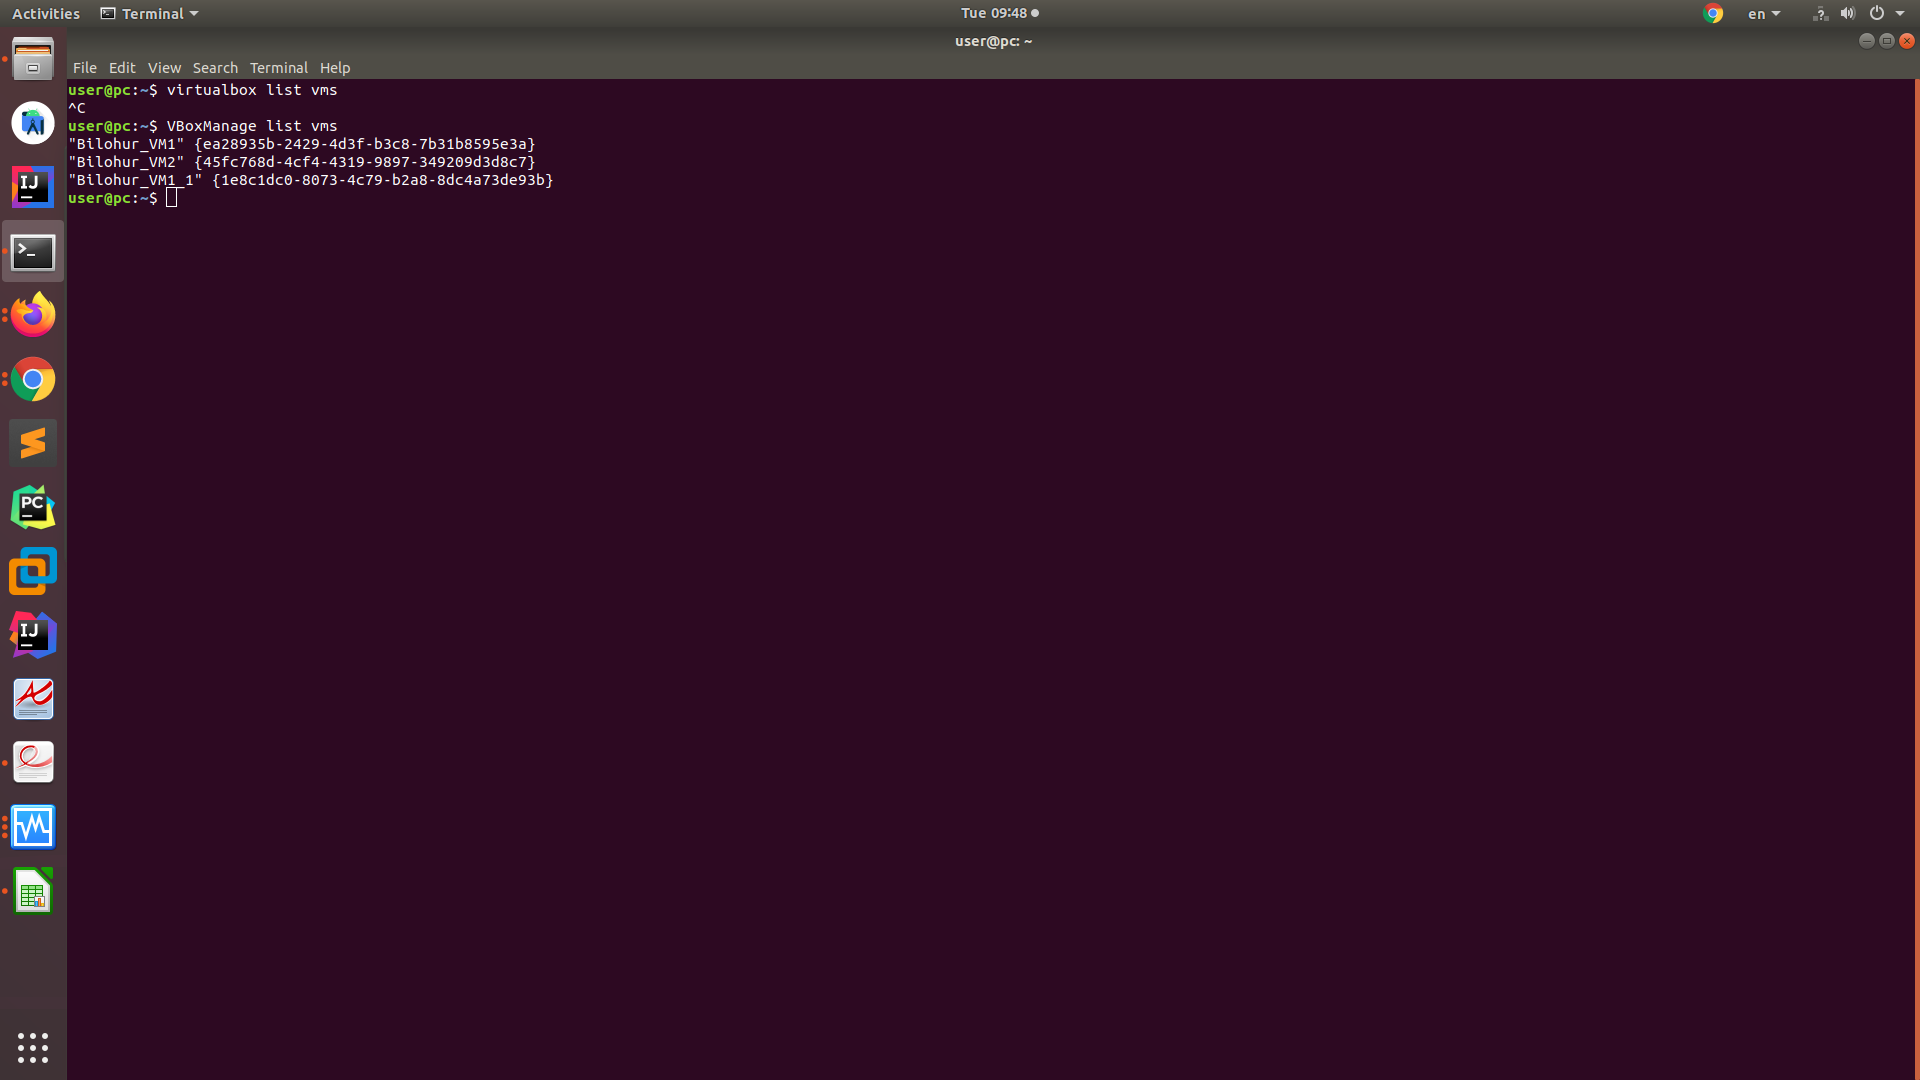 Activities Terminal Tue 09:48 en
user@pc: ~
File Edit View Search Terminal Help
user@pc:~$ virtualbox list vms
^C
user@pc:~$ VBoxManage list vms
"Bilohur_VM1" {ea28935b-2429-4d3f-b3c8-7b31b8595e3a}
"Bilohur_VM2" {45fc768d-4cf4-4319-9897-349209d3d8c7}
"Bilohur_VM1_1" {1e8c1dc0-8073-4c79-b2a8-8dc4a73de93b}
user@pc:~$
IJ
PC
IJ